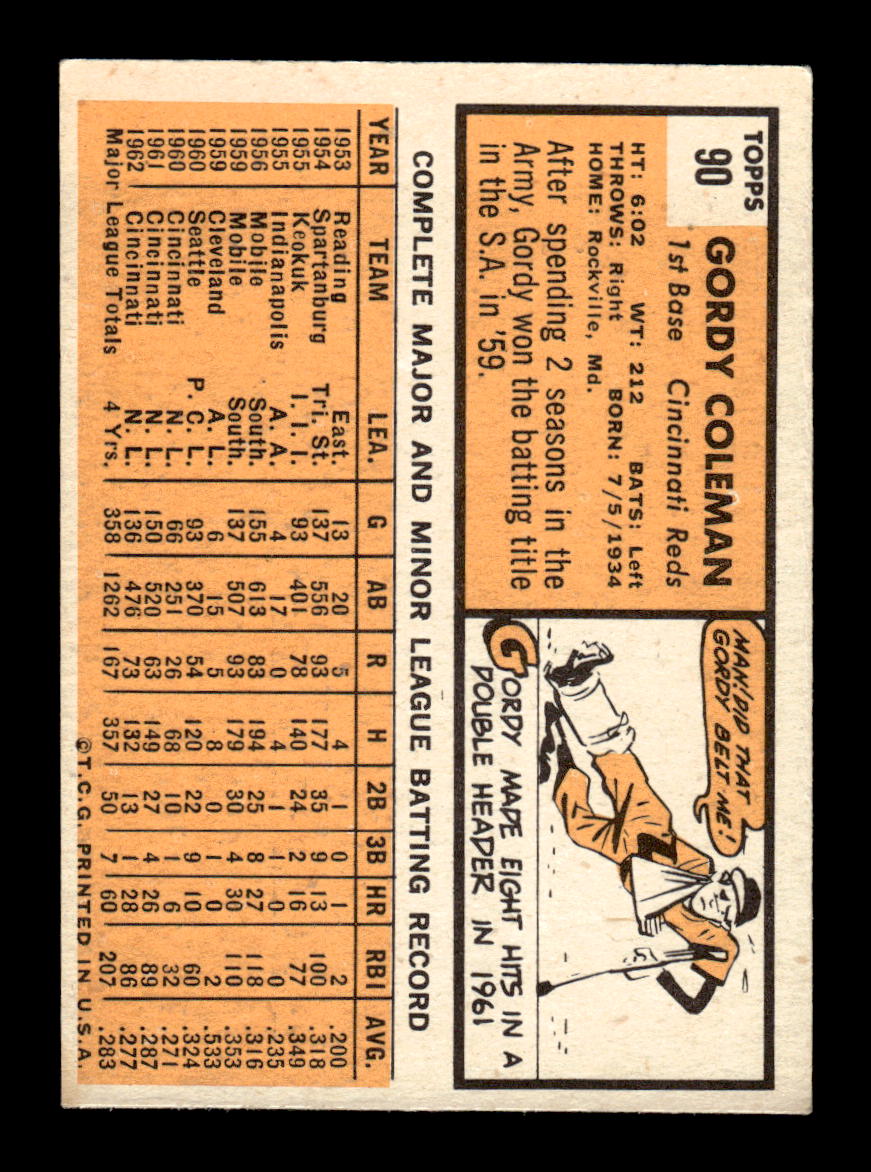 TOPPS
90
GORDY COLEMAN
1st Base Cincinnati Reds
HT: 6:02 WT: 212 BATS: Left
THROWS: Right BORN: 7/5/1934
HOME: Rockville, Md.
After spending 2 seasons in the
Army, Gordy won the batting title
in the S.A. in '59.
MAN! DID THAT
GORDY BELT ME!
GORDY MADE EIGHT HITS IN A
DOUBLE HEADER IN 1961
COMPLETE MAJOR AND MINOR LEAGUE BATTING RECORD
YEAR TEAM LEA. G AB R H 2B 3B HR RBI AVG.
1953 Reading East. 13 20 5 4 1 0 1 2 .200
1954 Spartanburg Tri. St. 137 556 93 177 35 9 13 100 .318
1955 Keokuk I. I. I. 93 401 78 140 24 2 16 77 .349
1955 Indianapolis A. A. 4 17 0 4 1 1 0 0 .235
1956 Mobile South. 155 613 83 194 25 8 27 118 .316
1959 Mobile South. 137 507 93 179 30 4 30 110 .353
1959 Cleveland A. L. 6 15 5 8 0 1 0 2 .533
1960 Seattle P. C. L. 93 370 54 120 22 9 10 60 .324
1960 Cincinnati N. L. 66 251 26 68 10 1 6 32 .271
1961 Cincinnati N. L. 150 520 63 149 27 4 26 89 .287
1962 Cincinnati N. L. 136 476 73 132 13 1 28 86 .277
Major League Totals 4 Yrs. 358 1262 167 357 50 7 60 207 .283
©T.C.G. PRINTED IN U.S.A.